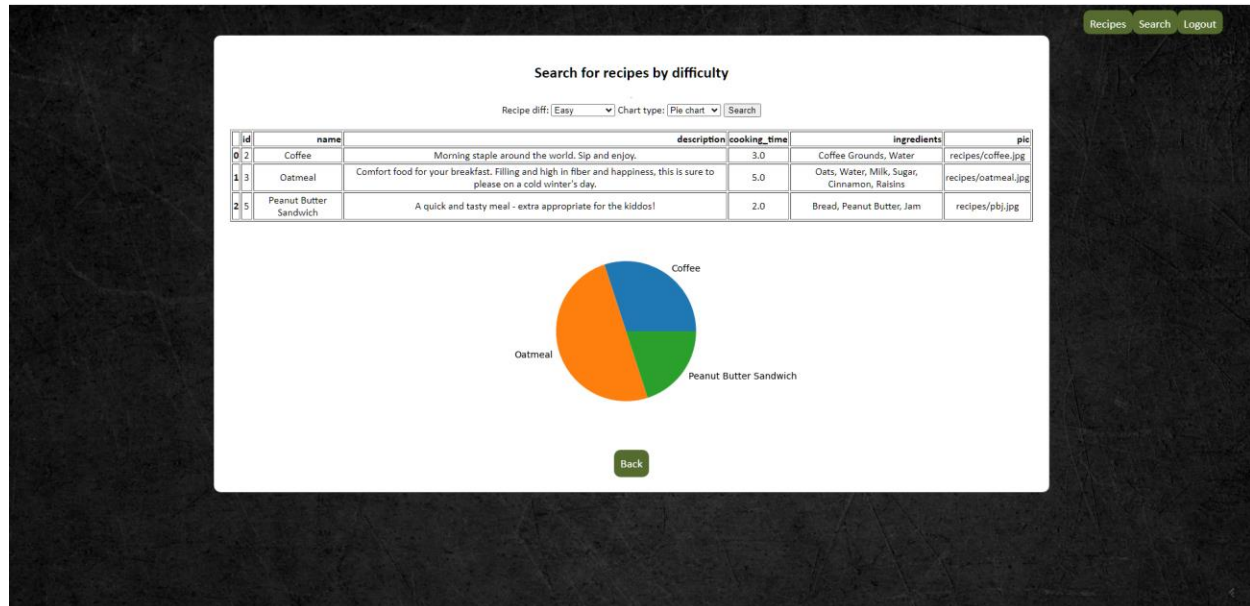 Recipes Search Logout
Search for recipes by difficulty
Recipe diff: Easy Chart type: Pie chart Search
id name description cooking_time ingredients pic
0 2 Coffee Morning staple around the world. Sip and enjoy. 3.0 Coffee Grounds, Water recipes/coffee.jpg
1 3 Oatmeal Comfort food for your breakfast. Filling and high in fiber and happiness, this is sure to
please on a cold winter's day. 5.0 Oats, Water, Milk, Sugar,
Cinnamon, Raisins recipes/oatmeal.jpg
2 5 Peanut Butter
Sandwich A quick and tasty meal - extra appropriate for the kiddos! 2.0 Bread, Peanut Butter, Jam recipes/pbj.jpg
Coffee
Oatmeal
Peanut Butter Sandwich
Back